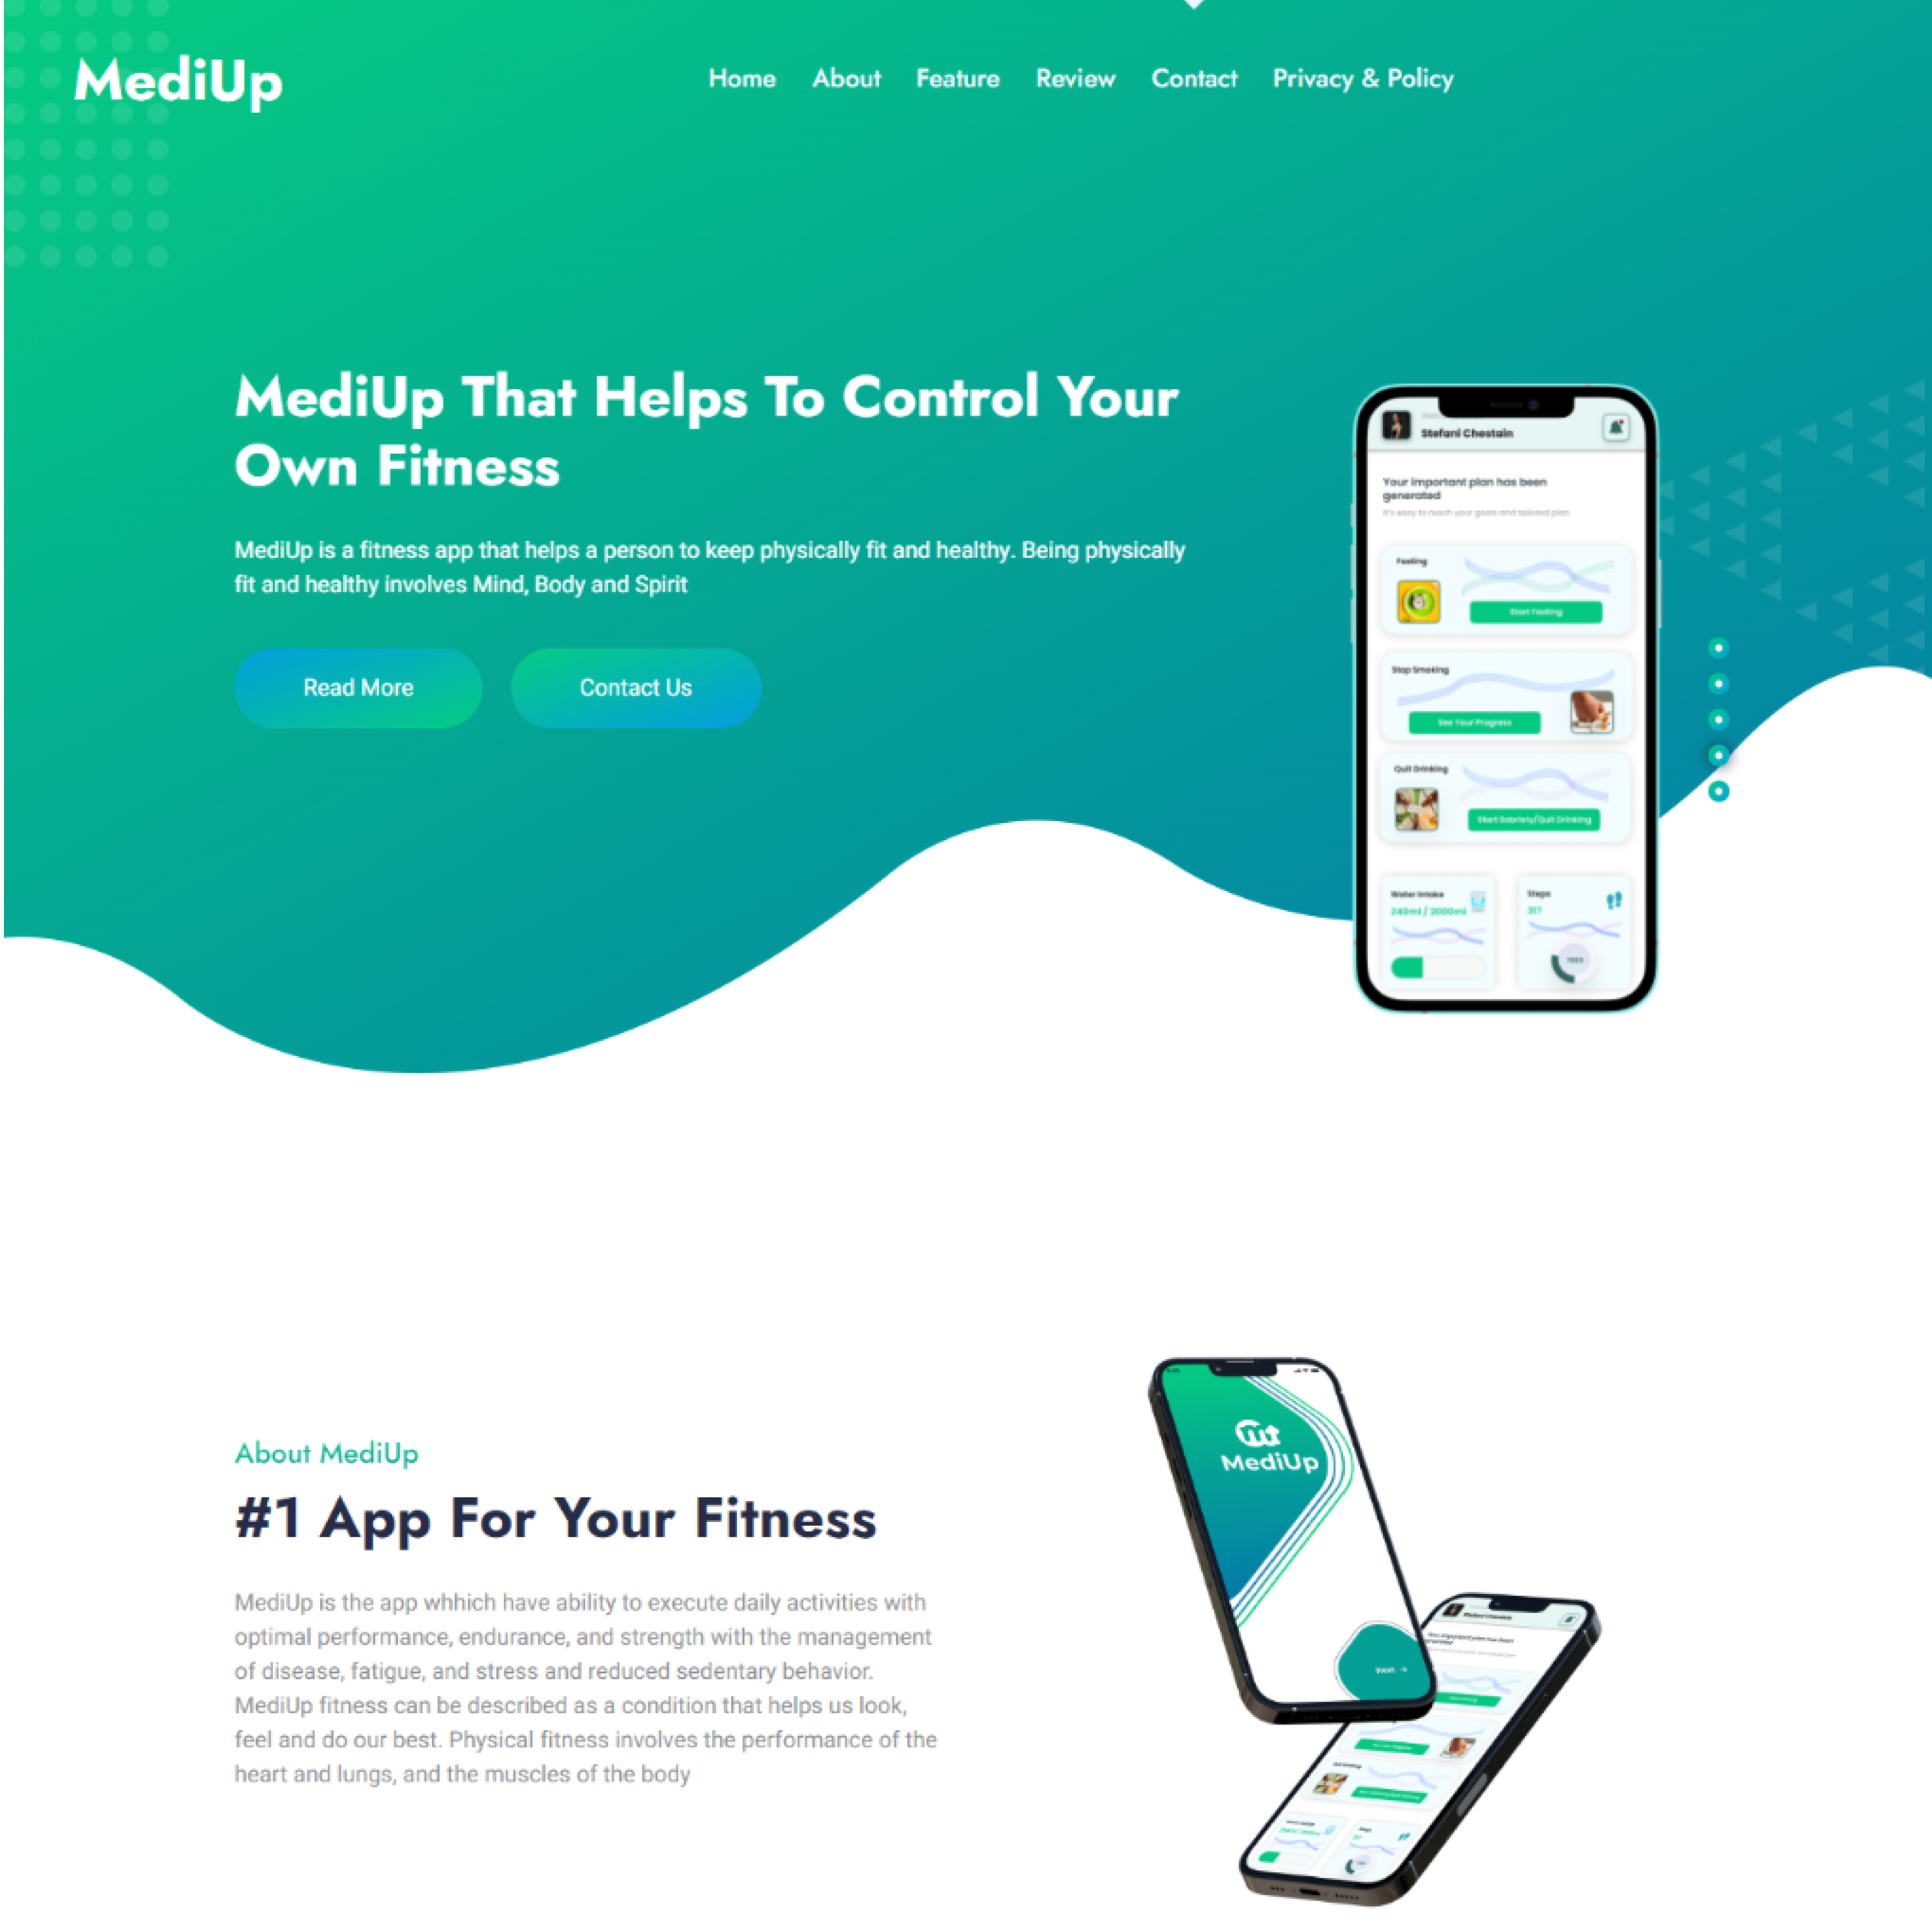 MediUp
Home About Feature Review Contact Privacy & Policy
MediUp That Helps To Control Your
Own Fitness
MediUp is a fitness app that helps a person to keep physically fit and healthy. Being physically
fit and healthy involves Mind, Body and Spirit
Read More Contact Us
Stefani Chestain
Your important plan has been
generated
It's easy to reach your goals and tailored plan
Start Fasting
Stop Smoking
See Your Progress
Quit Drinking
Start Sobriety/Quit Drinking
Water Intake
240ml / 2000ml
Steps
317
About MediUp
#1 App For Your Fitness
MediUp is the app whhich have ability to execute daily activities with
optimal performance, endurance, and strength with the management
of disease, fatigue, and stress and reduced sedentary behavior.
MediUp fitness can be described as a condition that helps us look,
feel and do our best. Physical fitness involves the performance of the
heart and lungs, and the muscles of the body
MediUp